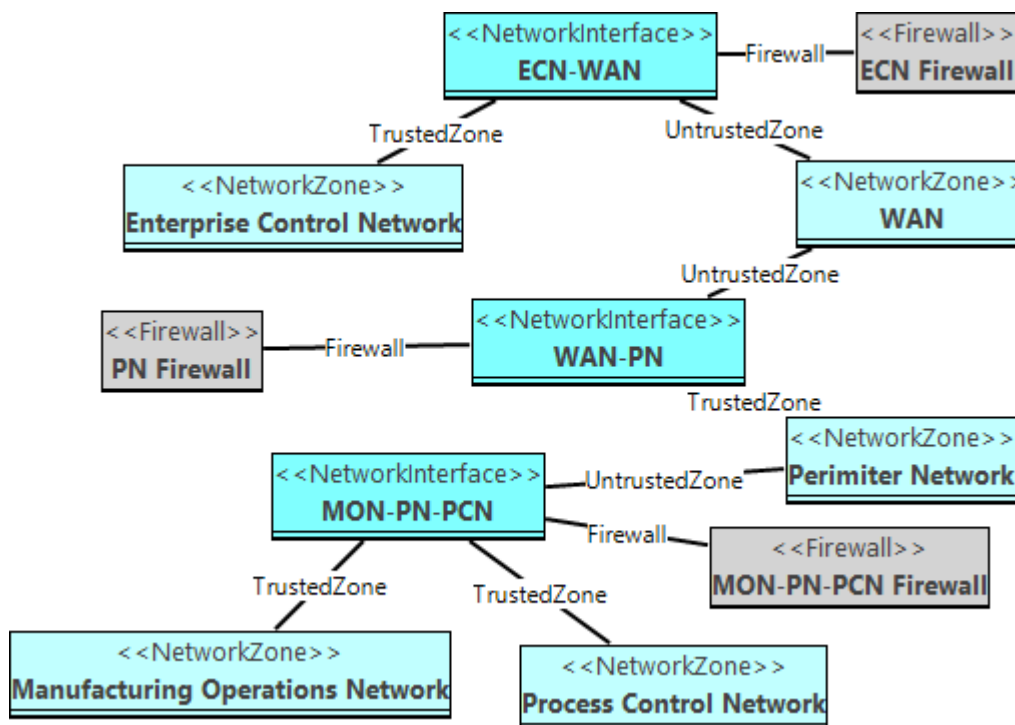 <<NetworkInterface>>
ECN-WAN
Firewall
<<Firewall>>
ECN Firewall
TrustedZone
UntrustedZone
<<NetworkZone>>
Enterprise Control Network
<<NetworkZone>>
WAN
UntrustedZone
<<Firewall>>
PN Firewall
Firewall
<<NetworkInterface>>
WAN-PN
TrustedZone
<<NetworkZone>>
Perimiter Network
<<NetworkInterface>>
MON-PN-PCN
UntrustedZone
Firewall
<<Firewall>>
MON-PN-PCN Firewall
TrustedZone
TrustedZone
<<NetworkZone>>
Manufacturing Operations Network
<<NetworkZone>>
Process Control Network